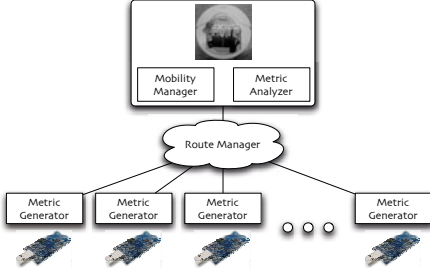 Mobility
Manager
Metric
Analyzer
Route Manager
Metric
Generator
Metric
Generator
Metric
Generator
Metric
Generator